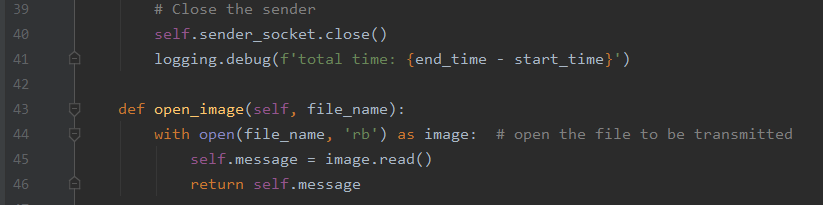 39 # Close the sender
40 self.sender_socket.close()
41 logging.debug(f'total time: {end_time - start_time}')
42
43 def open_image(self, file_name):
44 with open(file_name, 'rb') as image:  # open the file to be transmitted
45 self.message = image.read()
46 return self.message